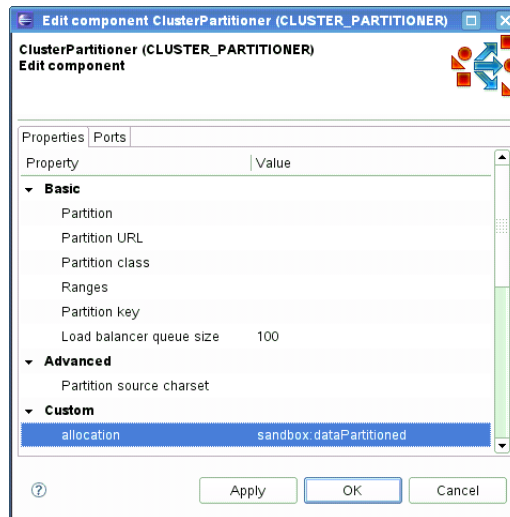 Edit component ClusterPartitioner (CLUSTER_PARTITIONER)
ClusterPartitioner (CLUSTER_PARTITIONER)
Edit component
Properties Ports
Property Value
Basic
Partition
Partition URL
Partition class
Ranges
Partition key
Load balancer queue size 100
Advanced
Partition source charset
Custom
allocation sandbox:dataPartitioned
? Apply OK Cancel